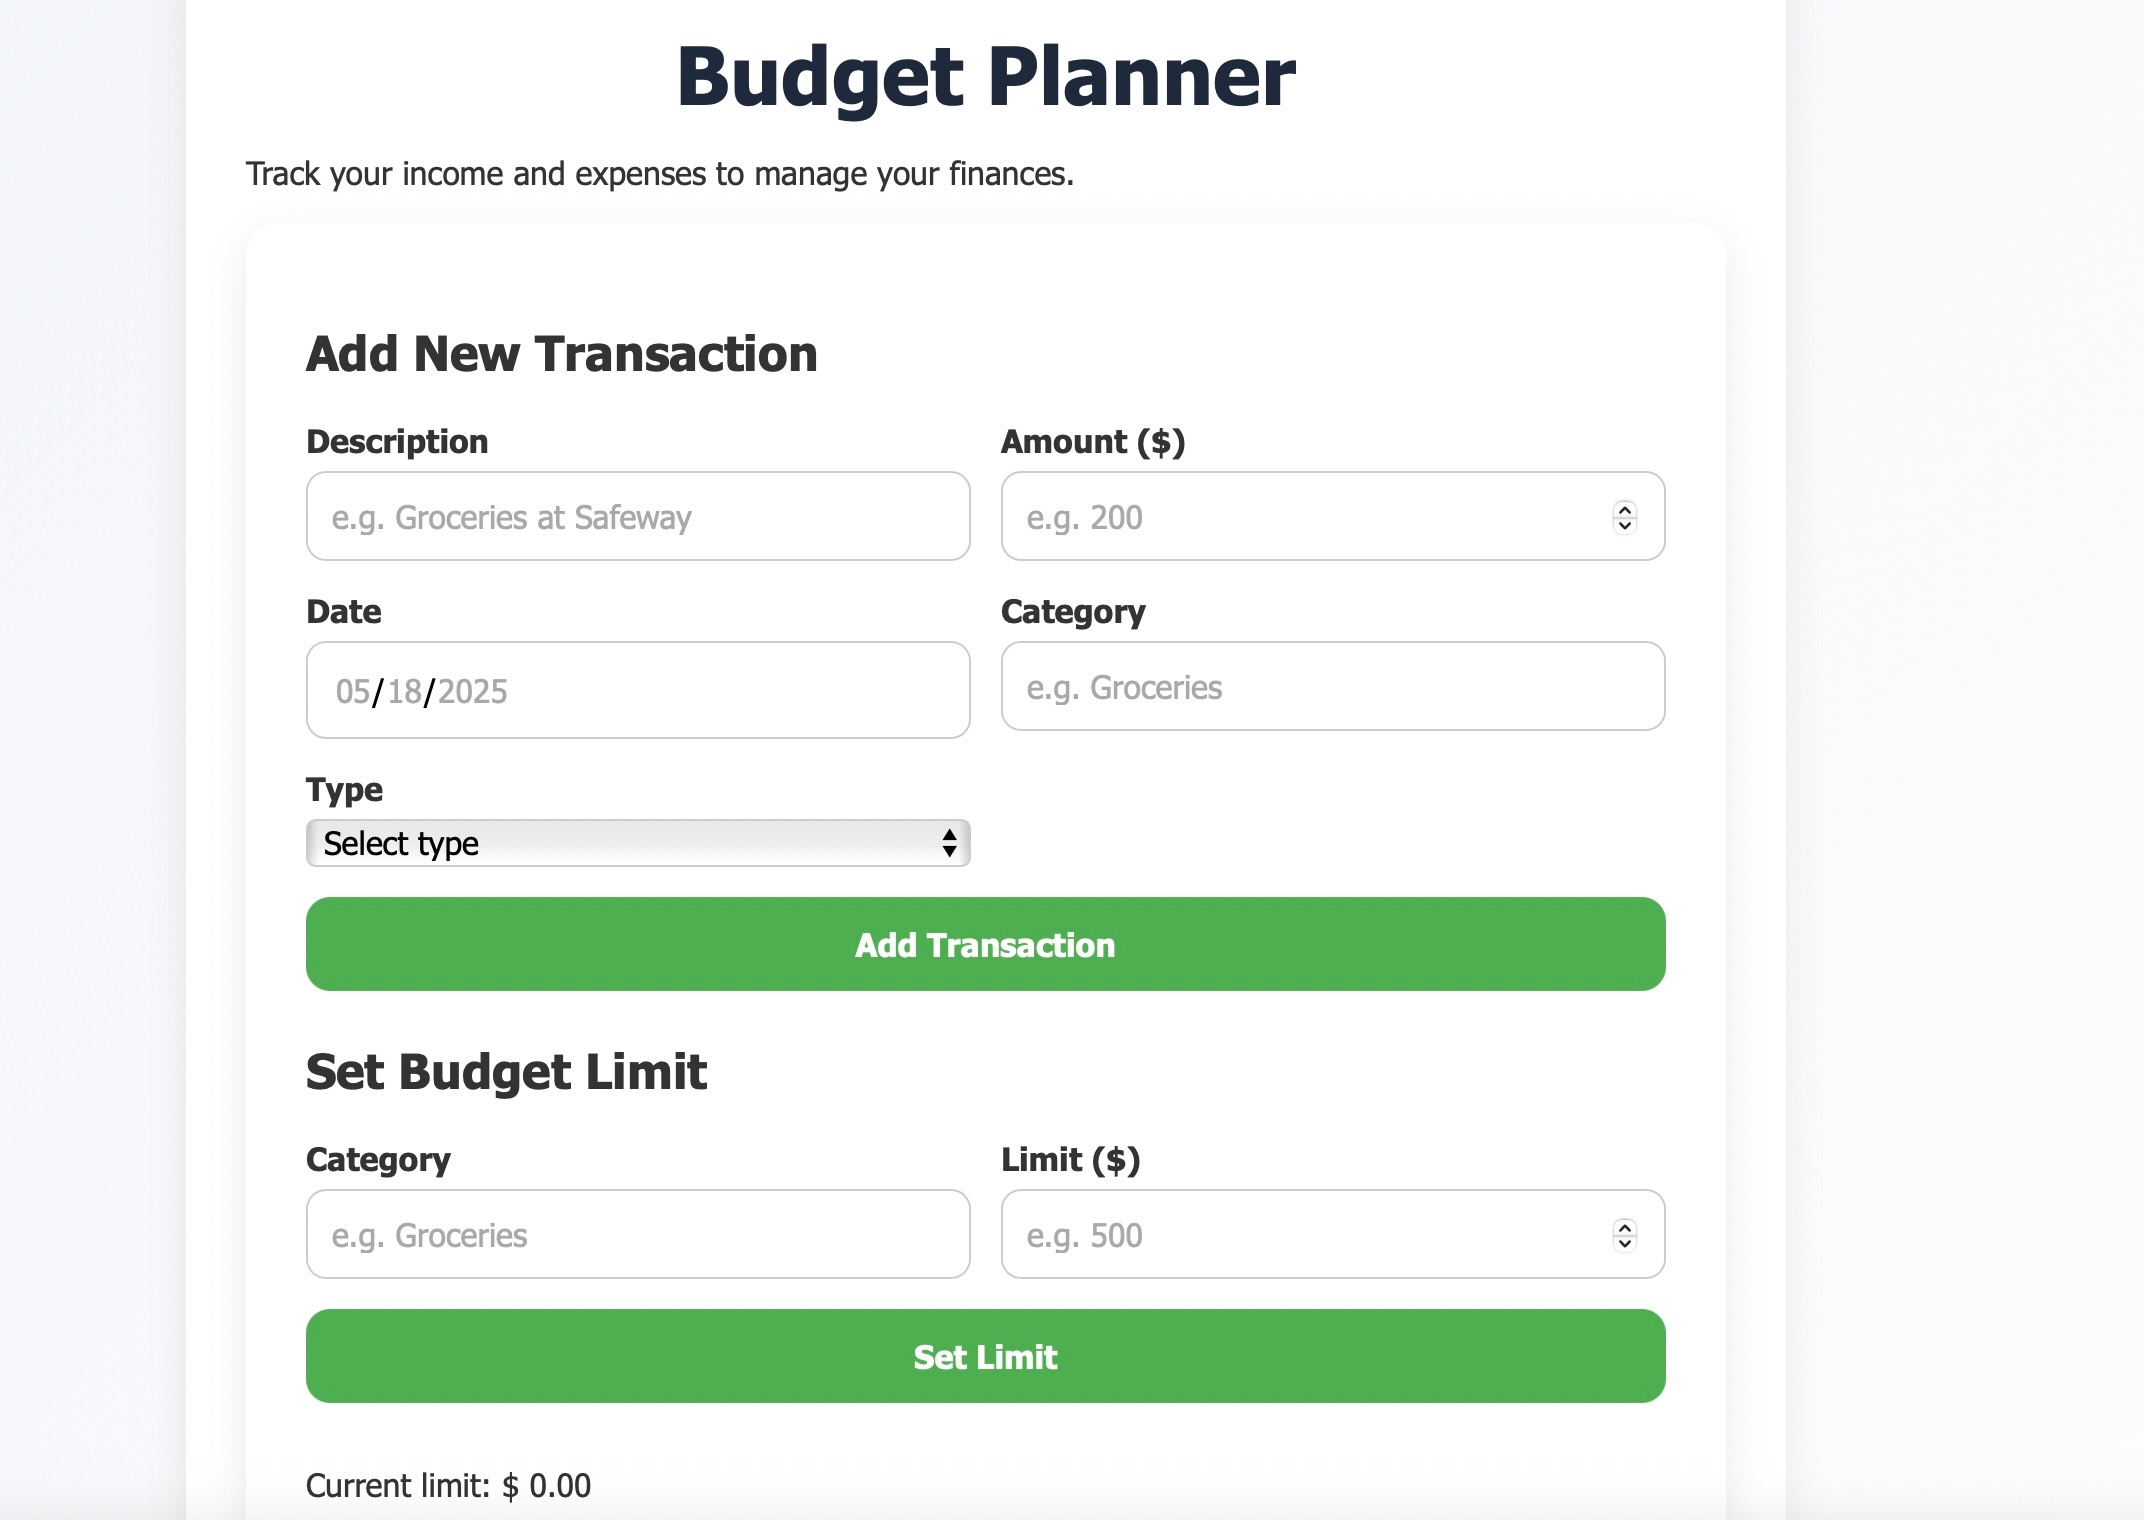 Budget Planner
Track your income and expenses to manage your finances.
Add New Transaction
Description
Amount ($)
e.g. Groceries at Safeway
e.g. 200
Date
Category
05/18/2025
e.g. Groceries
Type
Select type
Add Transaction
Set Budget Limit
Category
Limit ($)
e.g. Groceries
e.g. 500
Set Limit
Current limit: $ 0.00